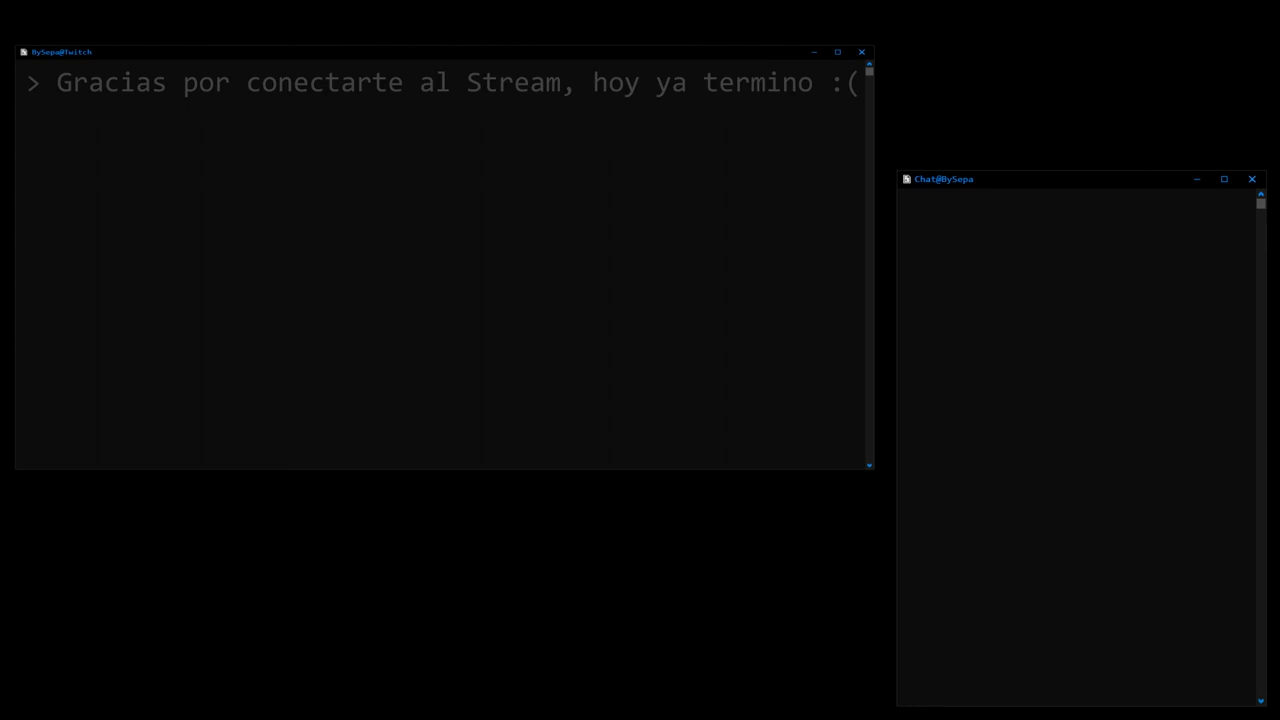 BySepa@Twitch
> Gracias por conectarte al Stream, hoy ya termino :(
Chat@BySepa